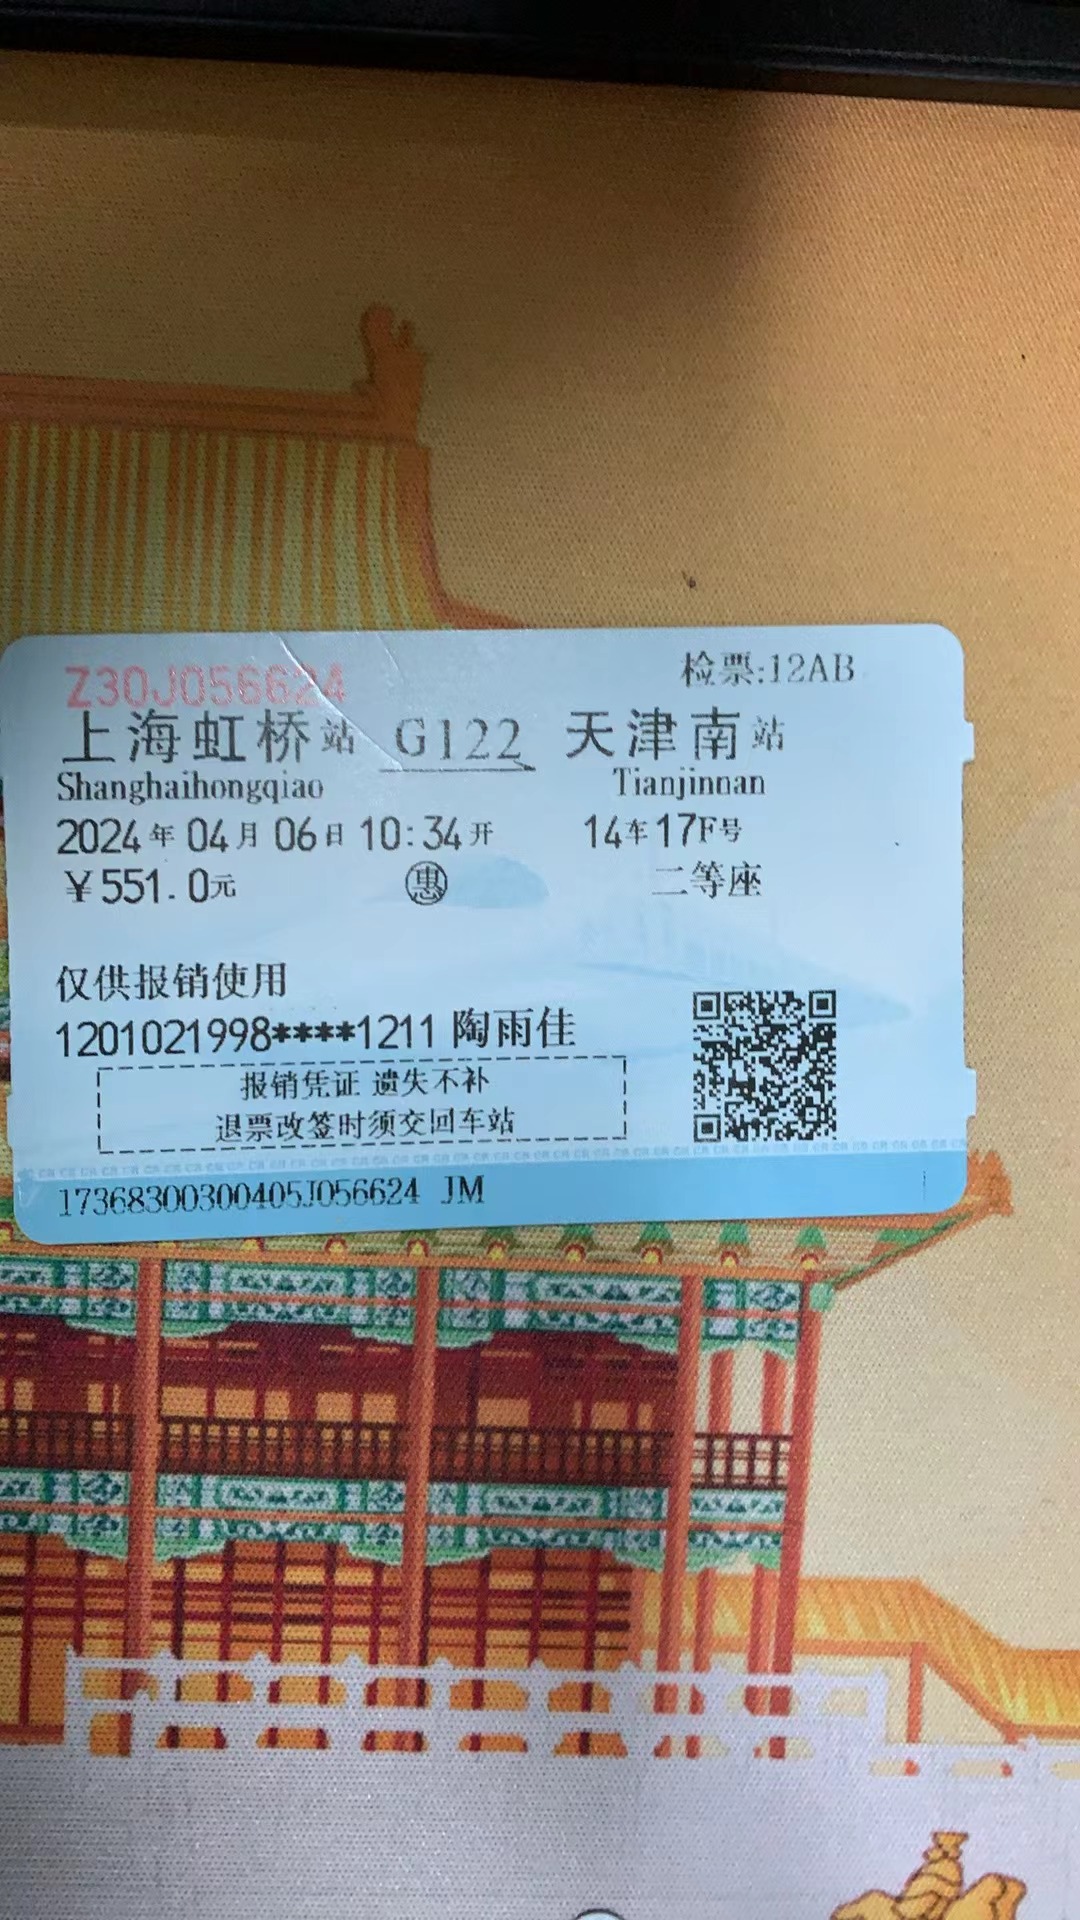 Z30J056624 检票:12AB
上海虹桥站 G122 天津南站
Shanghaihongqiao Tianjinnan
2024年04月06日10:34开 14车17F号
￥551.0元 惠 二等座
仅供报销使用
1201021998****1211 陶雨佳
报销凭证 遗失不补
退票改签时须交回车站
17368300300405J056624 JM